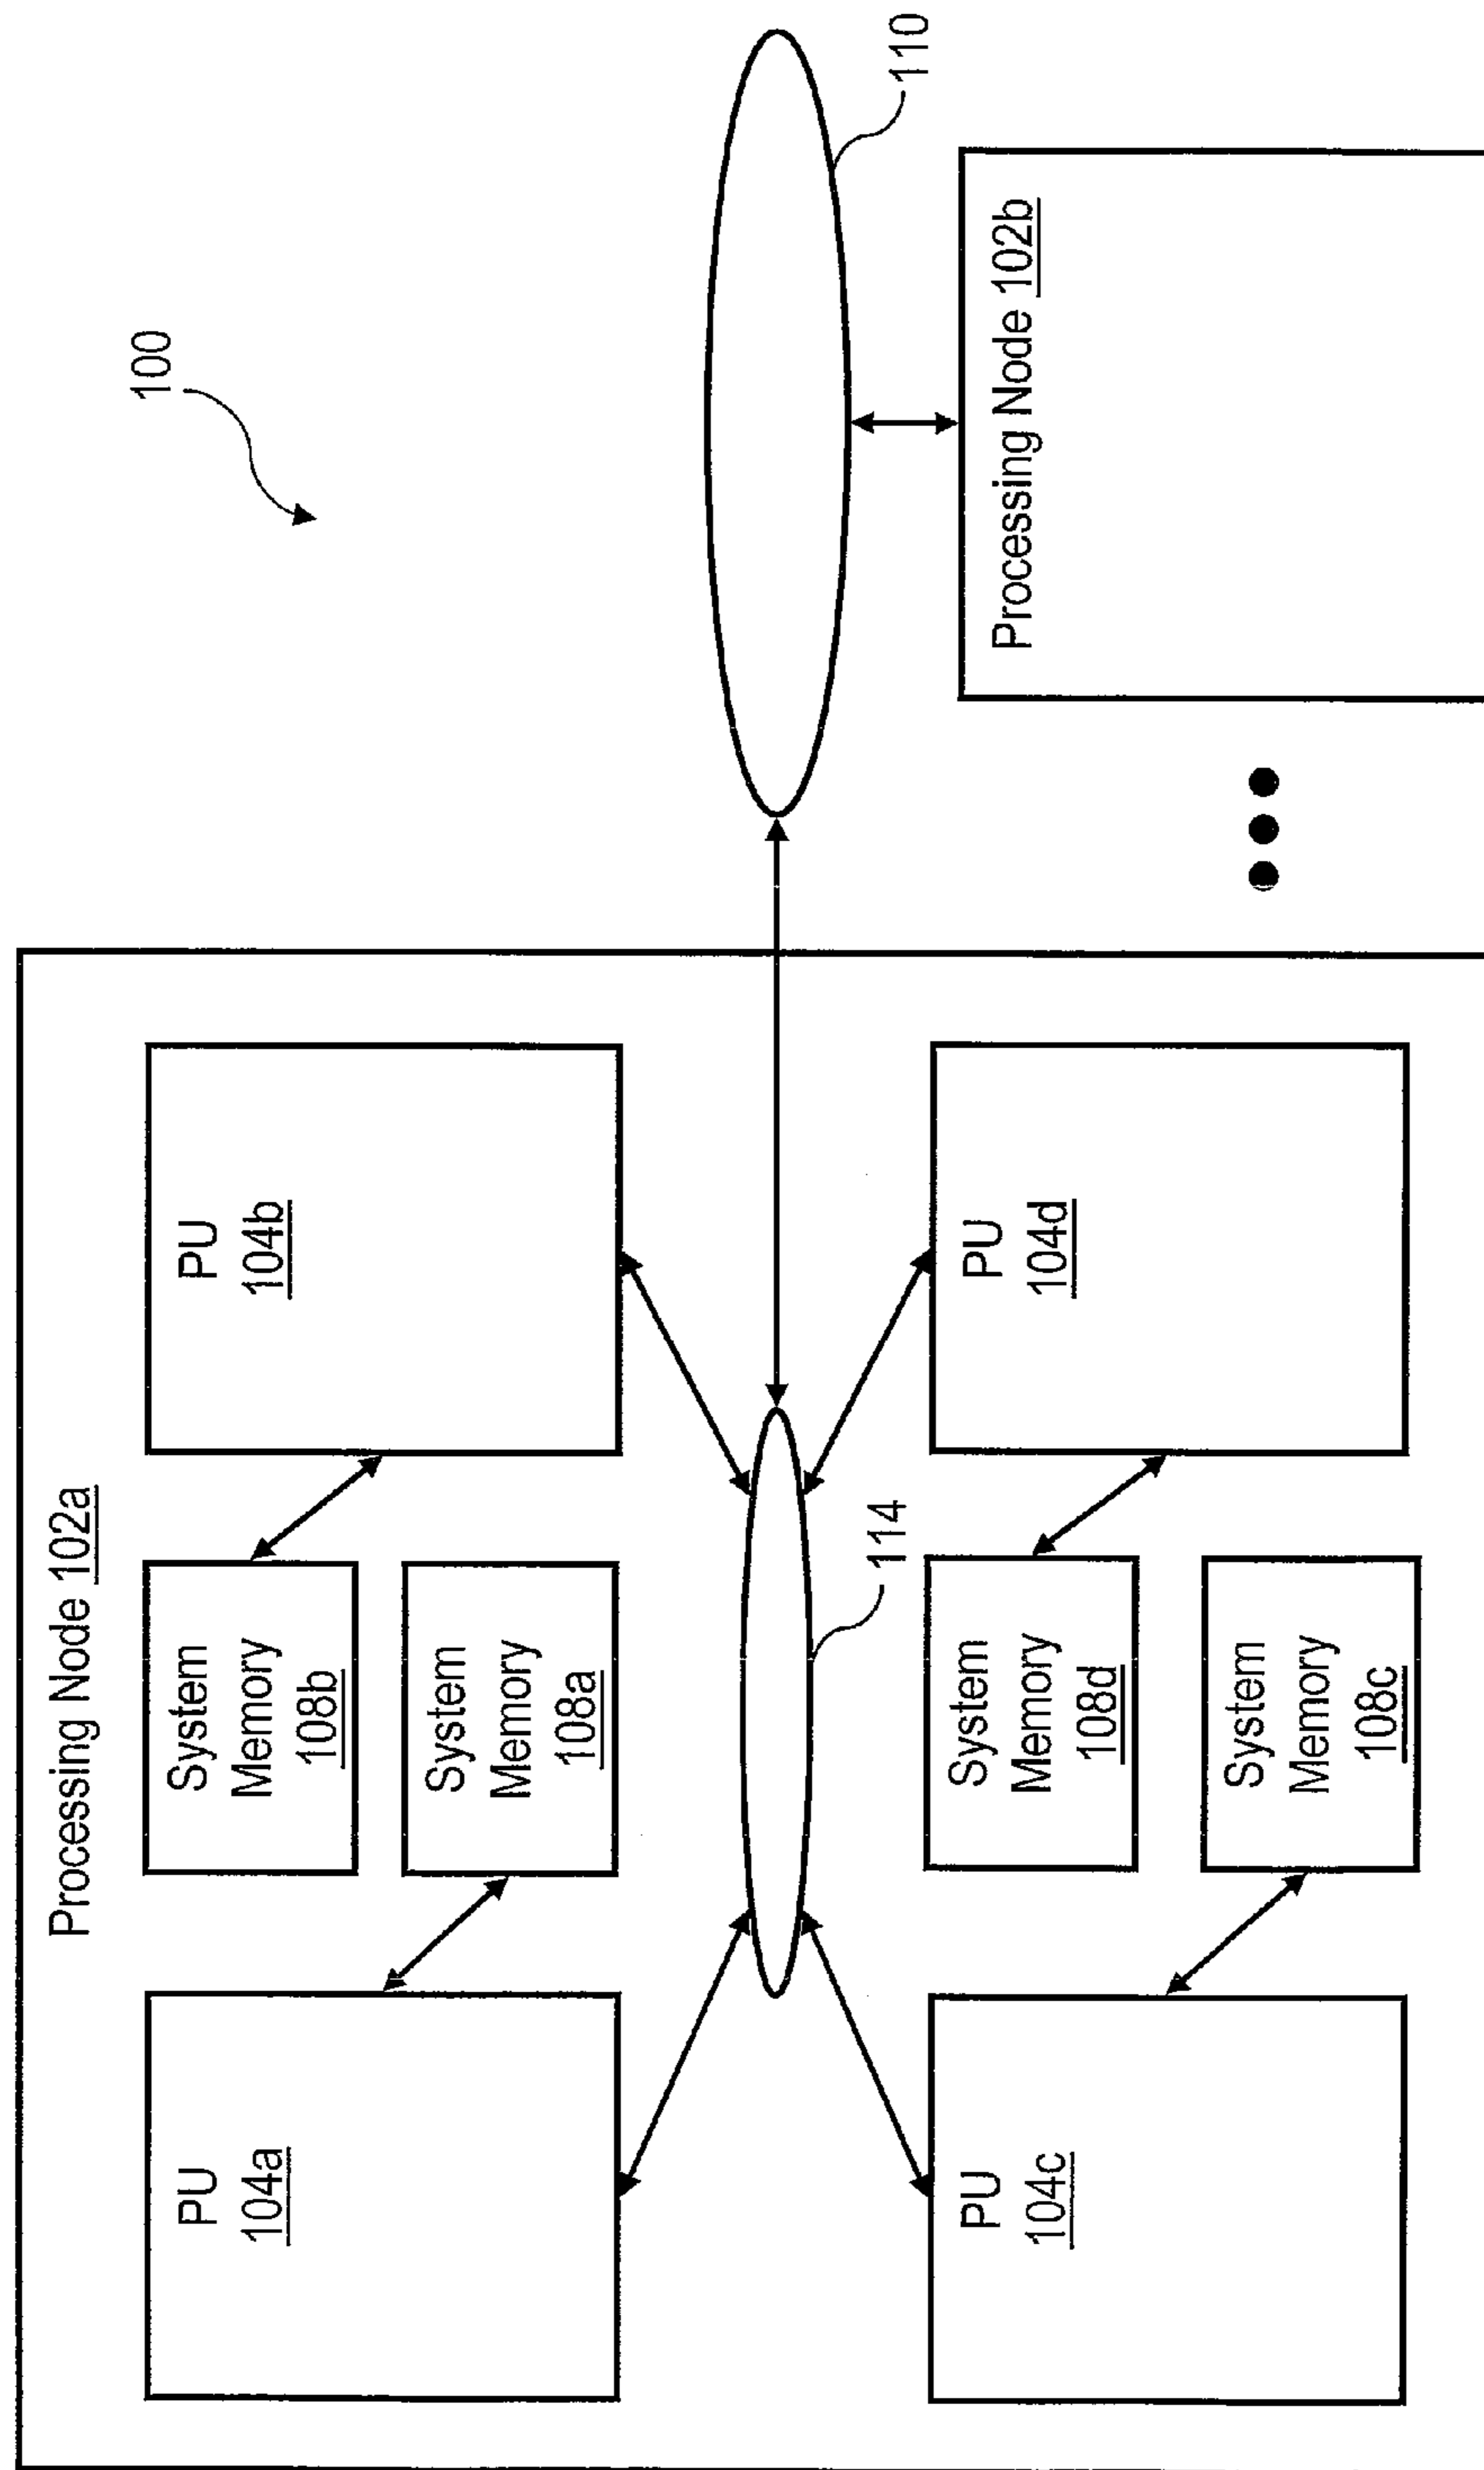 100
Processing Node 102a
PU
104a
System
Memory
108b
System
Memory
108a
PU
104b
114
110
PU
104c
System
Memory
108d
System
Memory
108c
PU
104d
Processing Node 102b